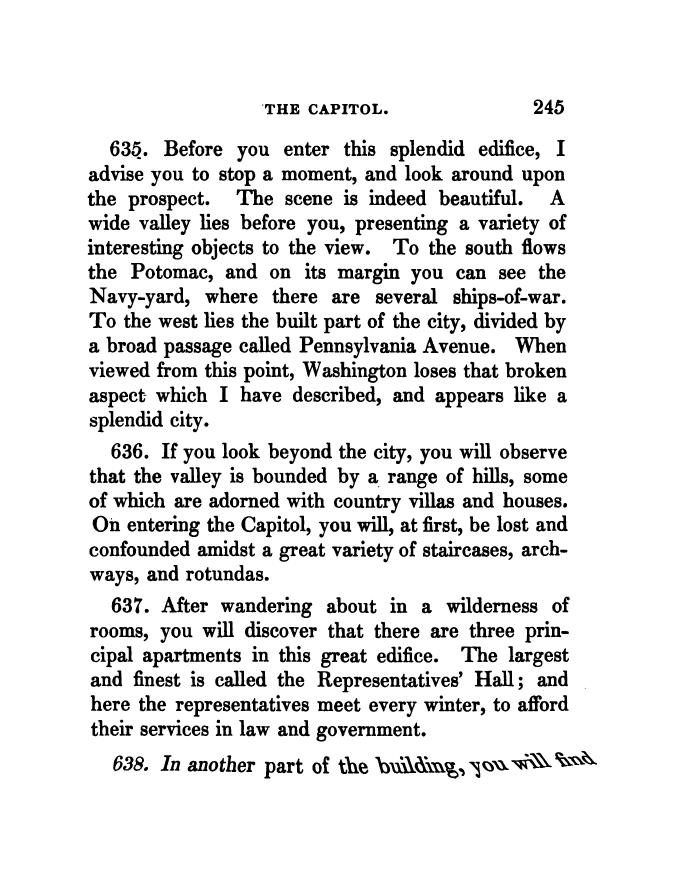 THE CAPITOL. 245
635. Before you enter this splendid edifice, I
advise you to stop a moment, and look around upon
the prospect. The scene is indeed beautiful. A
wide valley lies before you, presenting a variety of
interesting objects to the view. To the south flows
the Potomac, and on its margin you can see the
Navy-yard, where there are several ships-of-war.
To the west lies the built part of the city, divided by
a broad passage called Pennsylvania Avenue. When
viewed from this point, Washington loses that broken
aspect which I have described, and appears like a
splendid city.
636. If you look beyond the city, you will observe
that the valley is bounded by a range of hills, some
of which are adorned with country villas and houses.
On entering the Capitol, you will, at first, be lost and
confounded amidst a great variety of staircases, arch-
ways, and rotundas.
637. After wandering about in a wilderness of
rooms, you will discover that there are three prin-
cipal apartments in this great edifice. The largest
and finest is called the Representatives' Hall; and
here the representatives meet every winter, to afford
their services in law and government.
638. In another part of the building, you will find